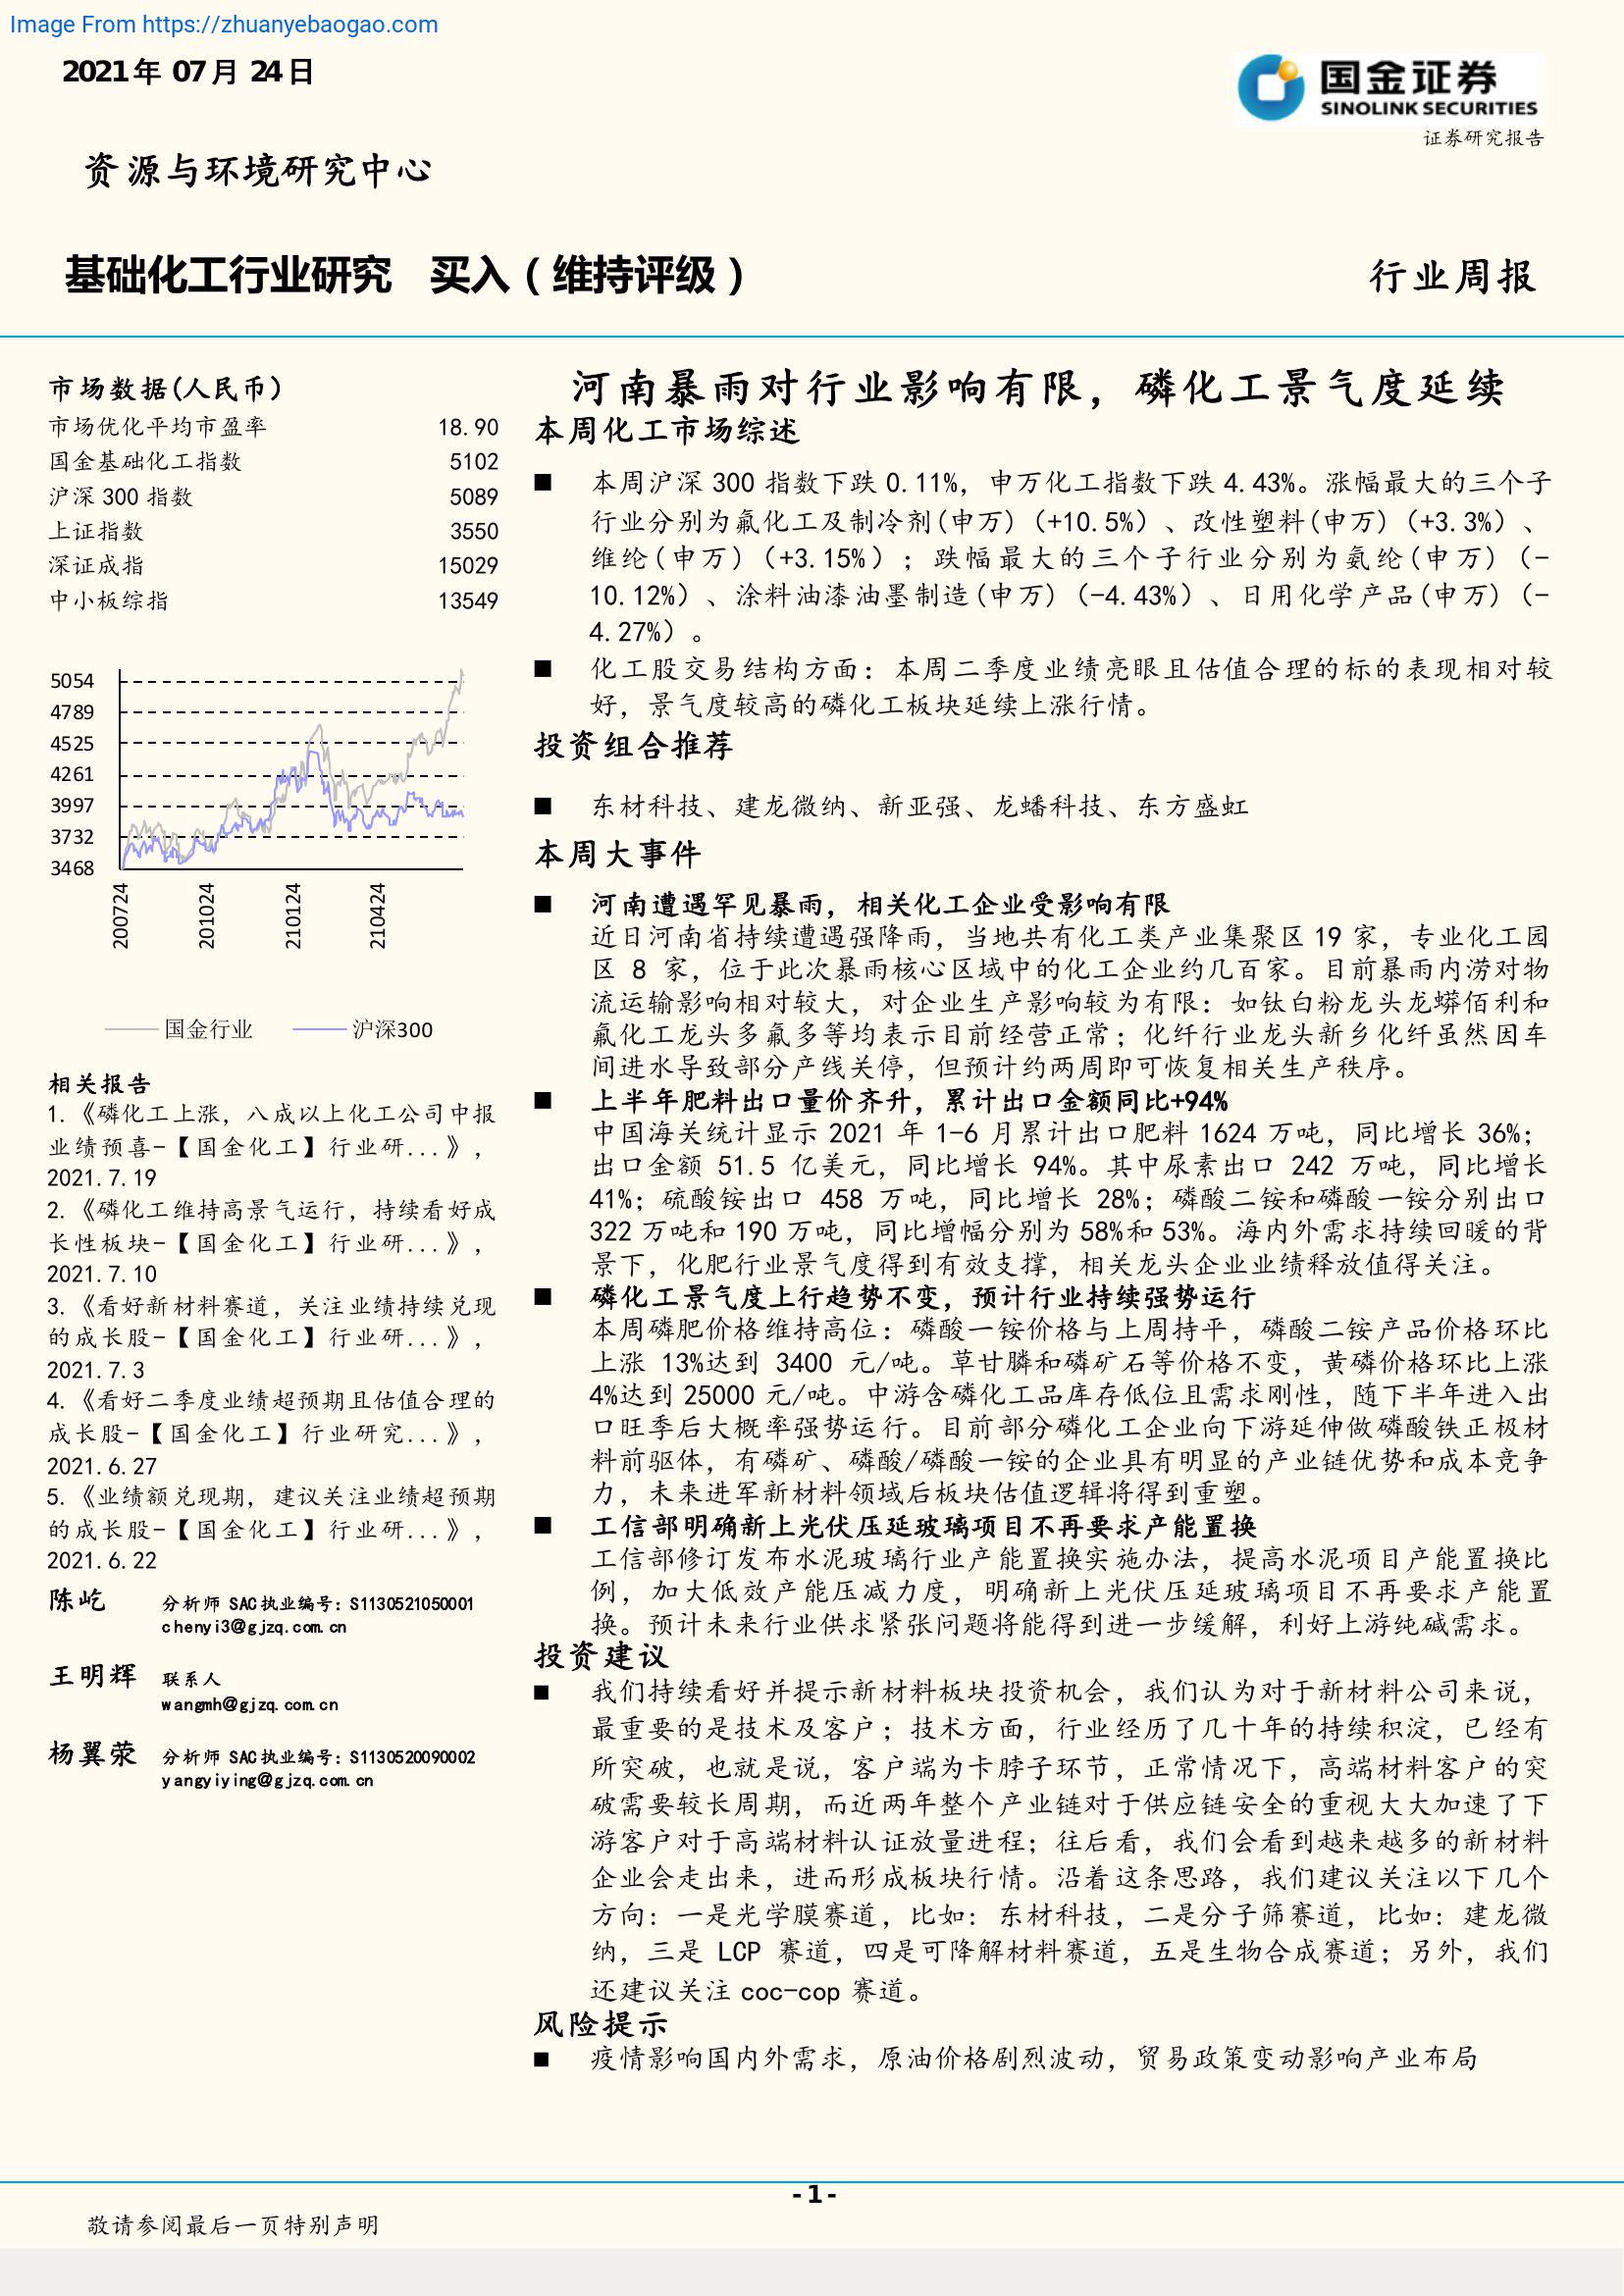 Image From https://zhuanyebaogao.com
2021年 07月 24日
国金证券
SINOLINK SECURITIES
证券研究报告
资源与环境研究中心
基础化工行业研究 买入（维持评级）
行业周报
市场数据(人民币)
市场优化平均市盈率 18.90
国金基础化工指数 5102
沪深 300 指数 5089
上证指数 3550
深证成指 15029
中小板综指 13549
5054
4789
4525
4261
3997
3732
3468
200724
201024
210124
210424
国金行业 沪深300
相关报告
1.《磷化工上涨，八成以上化工公司中报
业绩预喜-【国金化工】行业研...》，
2021.7.19
2.《磷化工维持高景气运行，持续看好成
长性板块-【国金化工】行业研...》，
2021.7.10
3.《看好新材料赛道，关注业绩持续兑现
的成长股-【国金化工】行业研...》，
2021.7.3
4.《看好二季度业绩超预期且估值合理的
成长股-【国金化工】行业研究...》，
2021.6.27
5.《业绩额兑现期，建议关注业绩超预期
的成长股-【国金化工】行业研...》，
2021.6.22
陈屹 分析师 SAC执业编号：S1130521050001
chenyi3@gjzq.com.cn
王明辉 联系人
wangmh@gjzq.com.cn
杨翼荥 分析师 SAC执业编号：S1130520090002
yangyiying@gjzq.com.cn
河南暴雨对行业影响有限，磷化工景气度延续
本周化工市场综述
■ 本周沪深 300 指数下跌 0.11%，申万化工指数下跌 4.43%。涨幅最大的三个子
行业分别为氟化工及制冷剂(申万)（+10.5%）、改性塑料(申万)（+3.3%）、
维纶(申万)（+3.15%）；跌幅最大的三个子行业分别为氨纶(申万)（-
10.12%）、涂料油漆油墨制造(申万)（-4.43%）、日用化学产品(申万)（-
4.27%）。
■ 化工股交易结构方面：本周二季度业绩亮眼且估值合理的标的表现相对较
好，景气度较高的磷化工板块延续上涨行情。
投资组合推荐
■ 东材科技、建龙微纳、新亚强、龙蟠科技、东方盛虹
本周大事件
■ 河南遭遇罕见暴雨，相关化工企业受影响有限
近日河南省持续遭遇强降雨，当地共有化工类产业集聚区 19 家，专业化工园
区 8 家，位于此次暴雨核心区域中的化工企业约几百家。目前暴雨内涝对物
流运输影响相对较大，对企业生产影响较为有限：如钛白粉龙头龙蟒佰利和
氟化工龙头多氟多等均表示目前经营正常；化纤行业龙头新乡化纤虽然因车
间进水导致部分产线关停，但预计约两周即可恢复相关生产秩序。
■ 上半年肥料出口量价齐升，累计出口金额同比+94%
中国海关统计显示 2021 年 1-6 月累计出口肥料 1624 万吨，同比增长 36%；
出口金额 51.5 亿美元，同比增长 94%。其中尿素出口 242 万吨，同比增长
41%；硫酸铵出口 458 万吨，同比增长 28%；磷酸二铵和磷酸一铵分别出口
322 万吨和 190 万吨，同比增幅分别为 58%和 53%。海内外需求持续回暖的背
景下，化肥行业景气度得到有效支撑，相关龙头企业业绩释放值得关注。
■ 磷化工景气度上行趋势不变，预计行业持续强势运行
本周磷肥价格维持高位：磷酸一铵价格与上周持平，磷酸二铵产品价格环比
上涨 13%达到 3400 元/吨。草甘膦和磷矿石等价格不变，黄磷价格环比上涨
4%达到 25000 元/吨。中游含磷化工品库存低位且需求刚性，随下半年进入出
口旺季后大概率强势运行。目前部分磷化工企业向下游延伸做磷酸铁正极材
料前驱体，有磷矿、磷酸/磷酸一铵的企业具有明显的产业链优势和成本竞争
力，未来进军新材料领域后板块估值逻辑将得到重塑。
■ 工信部明确新上光伏压延玻璃项目不再要求产能置换
工信部修订发布水泥玻璃行业产能置换实施办法，提高水泥项目产能置换比
例，加大低效产能压减力度，明确新上光伏压延玻璃项目不再要求产能置
换。预计未来行业供求紧张问题将能得到进一步缓解，利好上游纯碱需求。
投资建议
■ 我们持续看好并提示新材料板块投资机会，我们认为对于新材料公司来说，
最重要的是技术及客户；技术方面，行业经历了几十年的持续积淀，已经有
所突破，也就是说，客户端为卡脖子环节，正常情况下，高端材料客户的突
破需要较长周期，而近两年整个产业链对于供应链安全的重视大大加速了下
游客户对于高端材料认证放量进程；往后看，我们会看到越来越多的新材料
企业会走出来，进而形成板块行情。沿着这条思路，我们建议关注以下几个
方向：一是光学膜赛道，比如：东材科技，二是分子筛赛道，比如：建龙微
纳，三是 LCP 赛道，四是可降解材料赛道，五是生物合成赛道；另外，我们
还建议关注 coc-cop 赛道。
风险提示
■ 疫情影响国内外需求，原油价格剧烈波动，贸易政策变动影响产业布局
- 1 -
敬请参阅最后一页特别声明